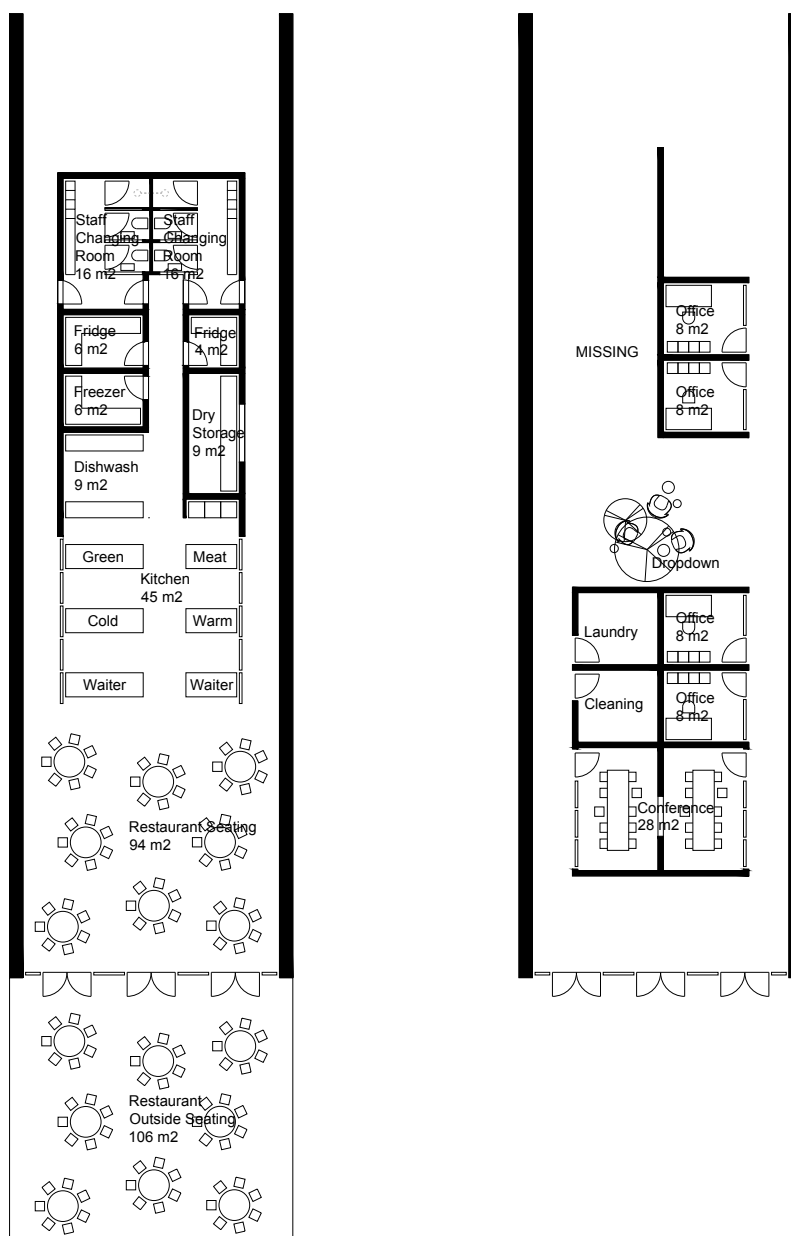 Staff
Changing
Room
16 m2
Staff
Changing
Room
16 m2
Fridge
6 m2
Fridge
4 m2
Freezer
6 m2
Dry
Storage
9 m2
Dishwash
9 m2
Green
Meat
Kitchen
45 m2
Cold
Warm
Waiter
Waiter
Restaurant Seating
94 m2
Restaurant
Outside Seating
106 m2
Office
8 m2
MISSING
Office
8 m2
Dropdown
Laundry
Office
8 m2
Cleaning
Office
8 m2
Conference
28 m2